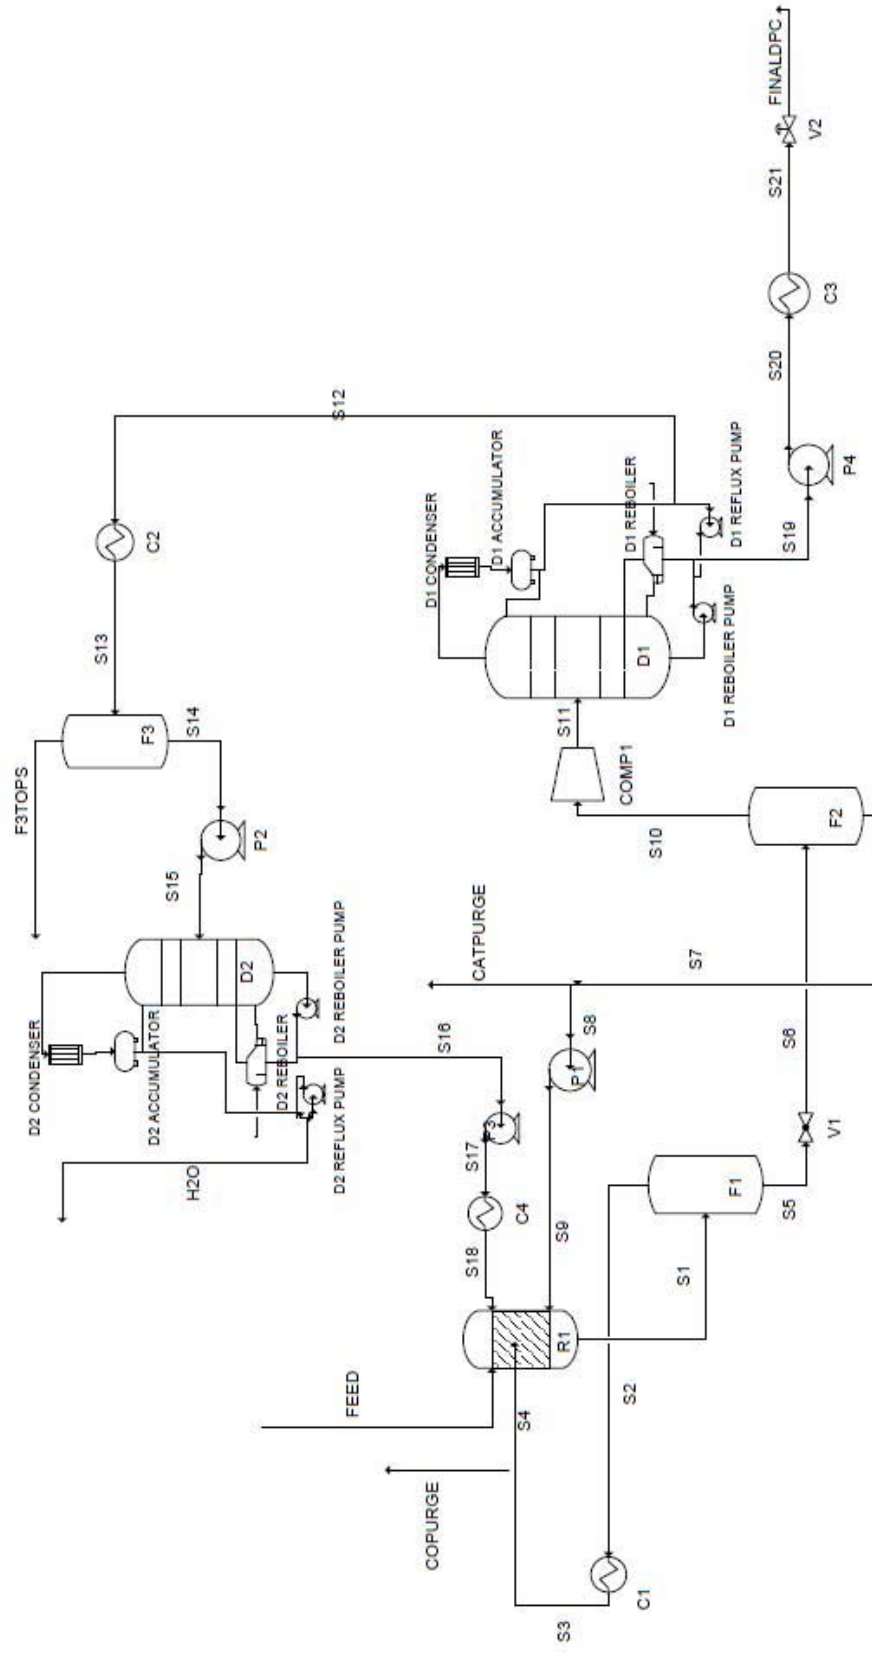 COPURGE
S3
C1
S4
S2
FEED
R1
S1
S18
S9
C4
S17
P3
P1
S8
S16
F1
S5
V1
S6
H2O
D2 REFLUX PUMP
D2 REBOILER
D2 ACCUMULATOR
D2 CONDENSER
D2 REBOILER PUMP
D2
CATPURGE
S7
S15
P2
F3TOPS
S14
F3
S13
C2
S12
F2
S10
COMP1
S11
D1
D1 REBOILER PUMP
D1 CONDENSER
D1 ACCUMULATOR
D1 REBOILER
D1 REFLUX PUMP
S19
P4
S20
C3
S21
V2
FINALDPC